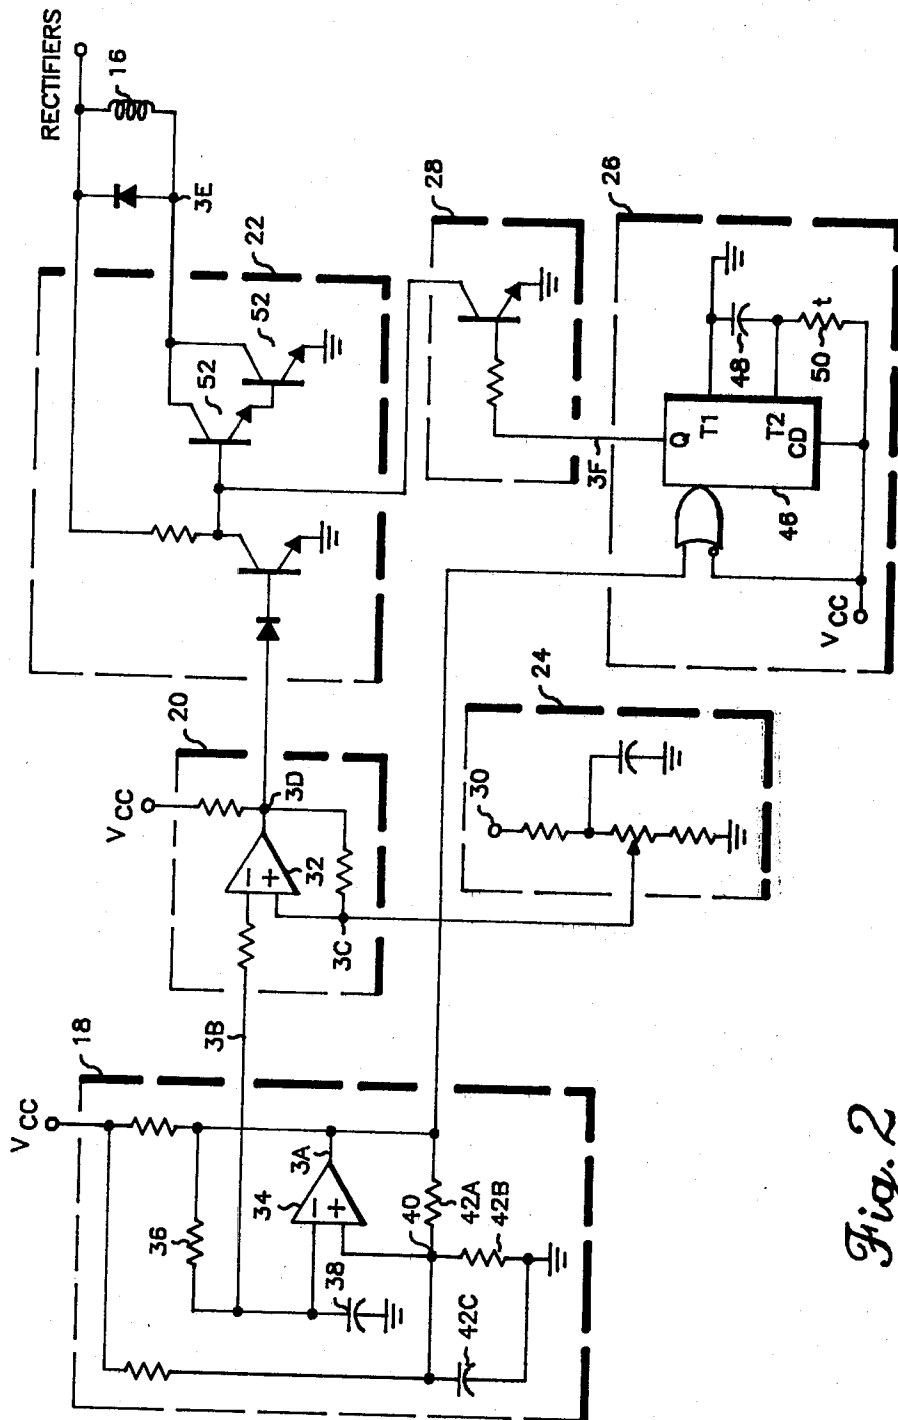 RECTIFIERS
16
3E
22
52
52
28
26
3F
Q
T1
T2
CD
48
50
t
46
VCC
20
VCC
3D
-
+
32
3C
24
30
3B
18
VCC
36
34
3A
-
+
38
40
42A
42B
42C
Fig. 2